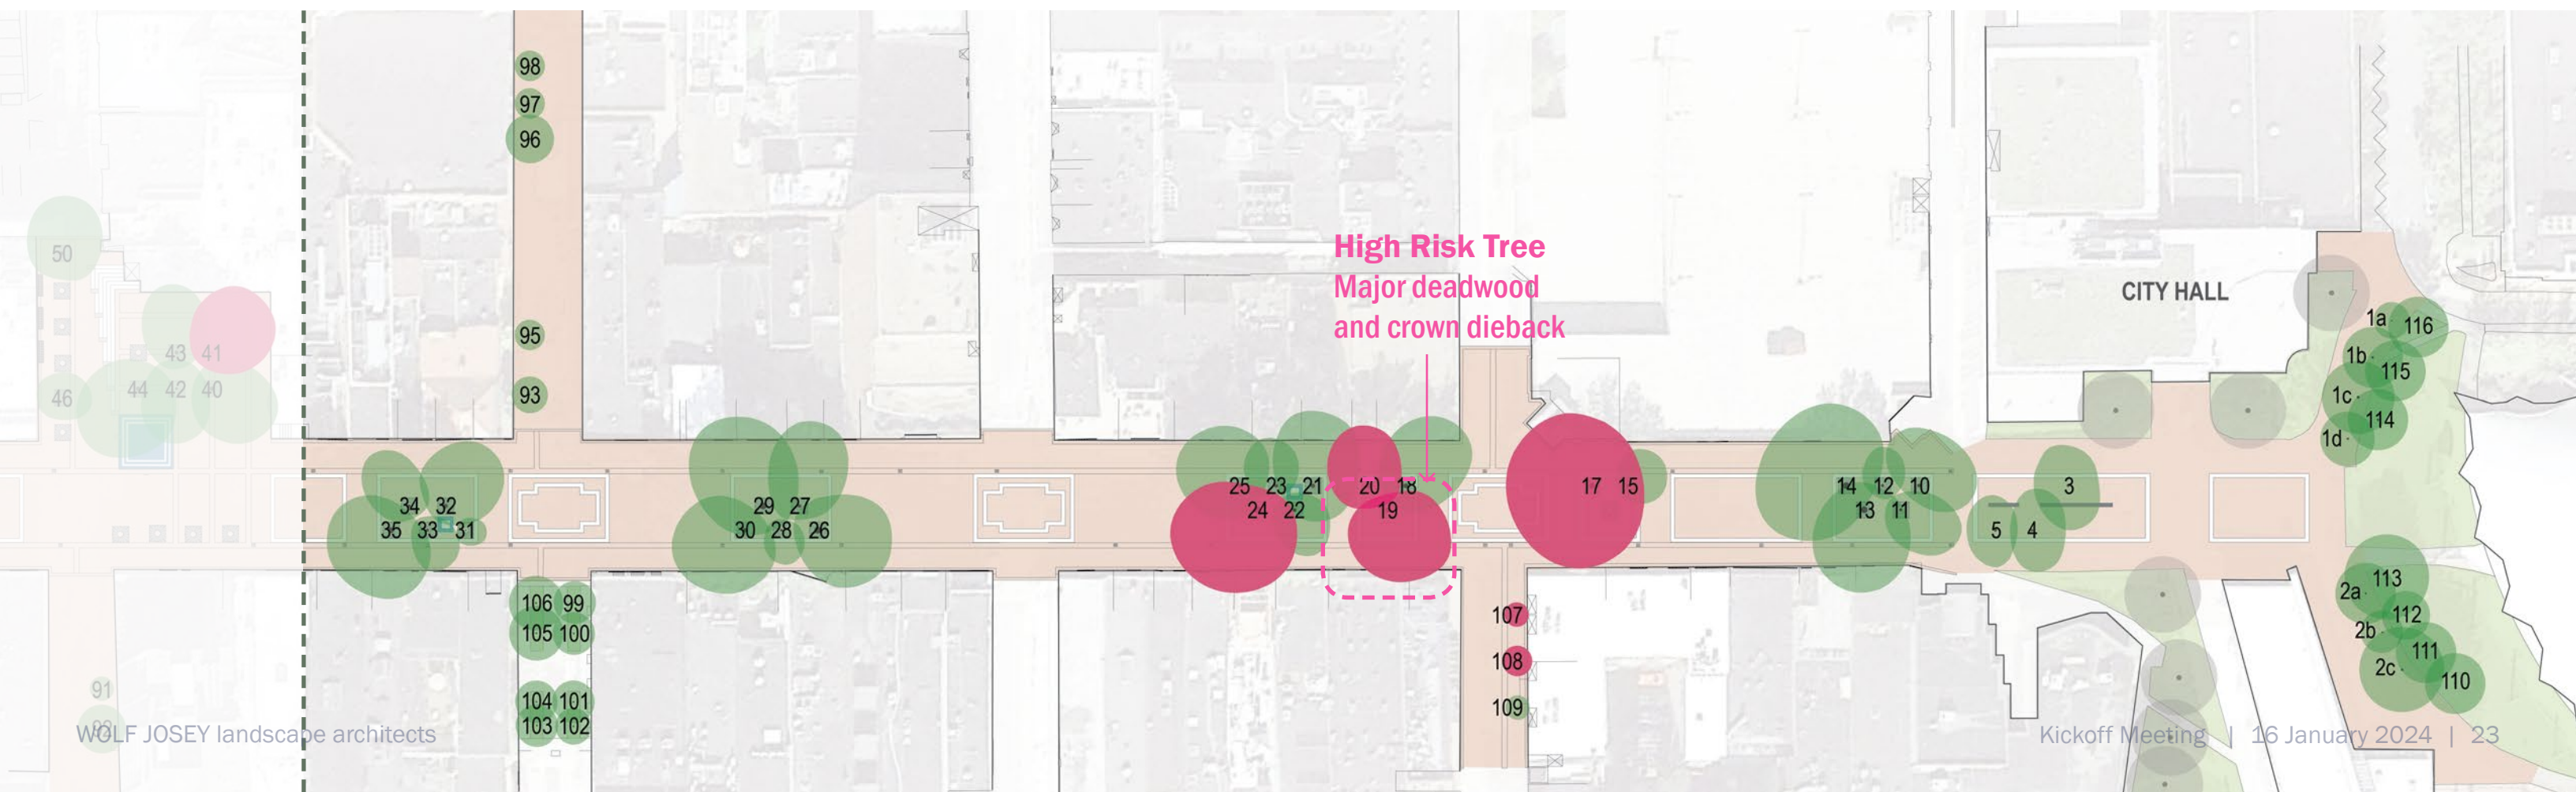 98
97
96
50
High Risk Tree
Major deadwood
and crown dieback
CITY HALL
1a
116
95
43 41
1b
115
93
46
44 42 40
1c
114
1d
34 32
35 33 31
29 27
30 28 26
25 23 21
24 22
20 18
19
17 15
14 12 10
13 11
3
5 4
113
2a
112
2b
106 99
105 100
107
111
2c
110
108
91
104 101
103 102
109
92
WOLF JOSEY landscape architects
Kickoff Meeting | 16 January 2024 | 23